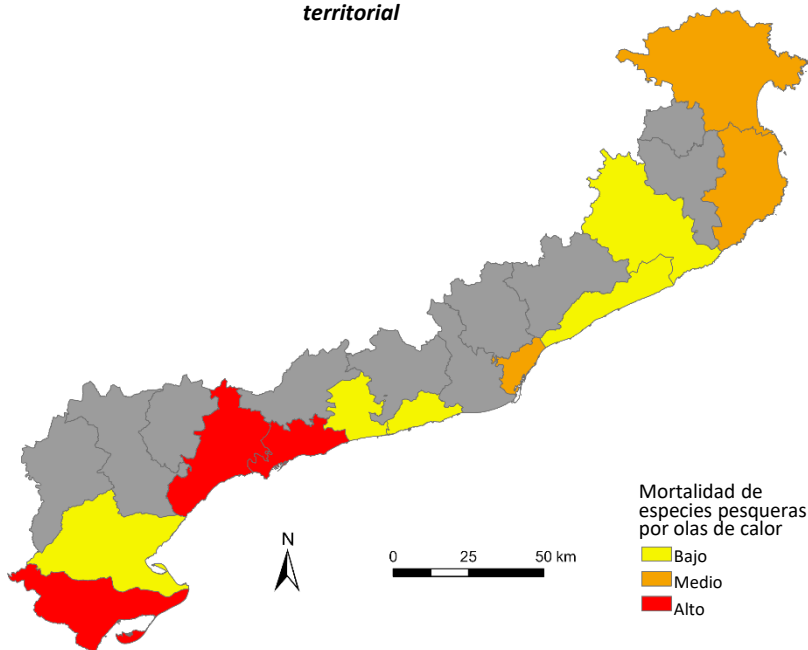 territorial
N
0 25 50 km
Mortalidad de
especies pesqueras
por olas de calor
Bajo
Medio
Alto